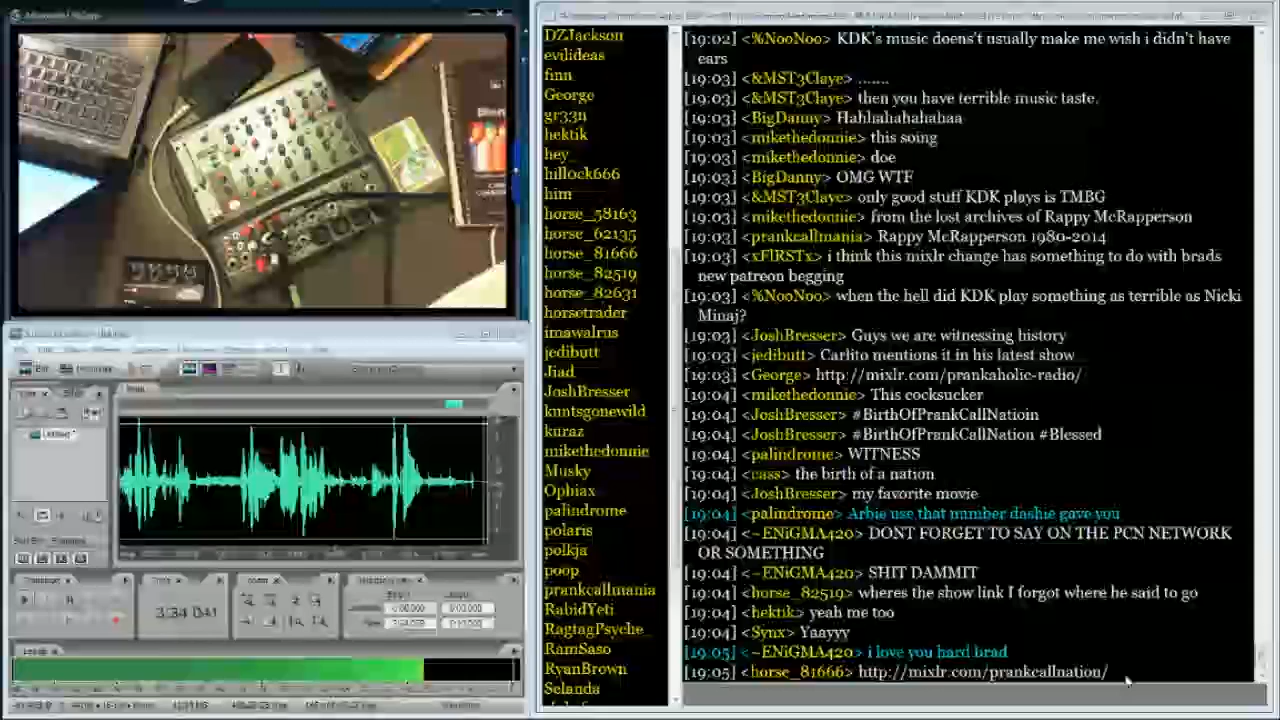 DZJackson
evilideas
finn
George
gr33n
hektik
hey_
hillock666
him
horse_58163
horse_62135
horse_81666
horse_82519
horse_82631
horsetrader
imawalrus
jedibutt
Jiad
JoshBresser
kuntsgonewild
kuraz
mikethedonnie
Musky
Ophiax
palindrome
polaris
polkja
poop
prankcallmania
RabidYeti
RagtagPsyche_
RamSaso
RyanBrown
Selanda
[19:02] <%NooNoo> KDK's music doens't usually make me wish i didn't have
ears
[19:03] <&MST3Claye> .......
[19:03] <&MST3Claye> then you have terrible music taste.
[19:03] <BigDanny> Hahhahahahahaa
[19:03] <mikethedonnie> this soing
[19:03] <mikethedonnie> doe
[19:03] <BigDanny> OMG WTF
[19:03] <&MST3Claye> only good stuff KDK plays is TMBG
[19:03] <mikethedonnie> from the lost archives of Rappy McRapperson
[19:03] <prankcallmania> Rappy McRapperson 1980-2014
[19:03] <xFIRSTx> i think this mixlr change has something to do with brads
new patreon begging
[19:03] <%NooNoo> when the hell did KDK play something as terrible as Nicki
Minaj?
[19:03] <JoshBresser> Guys we are witnessing history
[19:03] <jedibutt> Carlito mentions it in his latest show
[19:03] <George> http://mixlr.com/prankaholic-radio/
[19:04] <mikethedonnie> This cocksucker
[19:04] <JoshBresser> #BirthOfPrankCallNatioin
[19:04] <JoshBresser> #BirthOfPrankCallNation #Blessed
[19:04] <palindrome> WITNESS
[19:04] <cass> the birth of a nation
[19:04] <JoshBresser> my favorite movie
[19:04] <palindrome> Arbie use that number dashie gave you
[19:04] <~ENiGMA420> DONT FORGET TO SAY ON THE PCN NETWORK
OR SOMETHING
[19:04] <~ENiGMA420> SHIT DAMMIT
[19:04] <horse_82519> wheres the show link I forgot where he said to go
[19:04] <hektik> yeah me too
[19:04] <Synx> Yaayyy
[19:05] <~ENiGMA420> i love you hard brad
[19:05] <horse_81666> http://mixlr.com/prankcallnation/